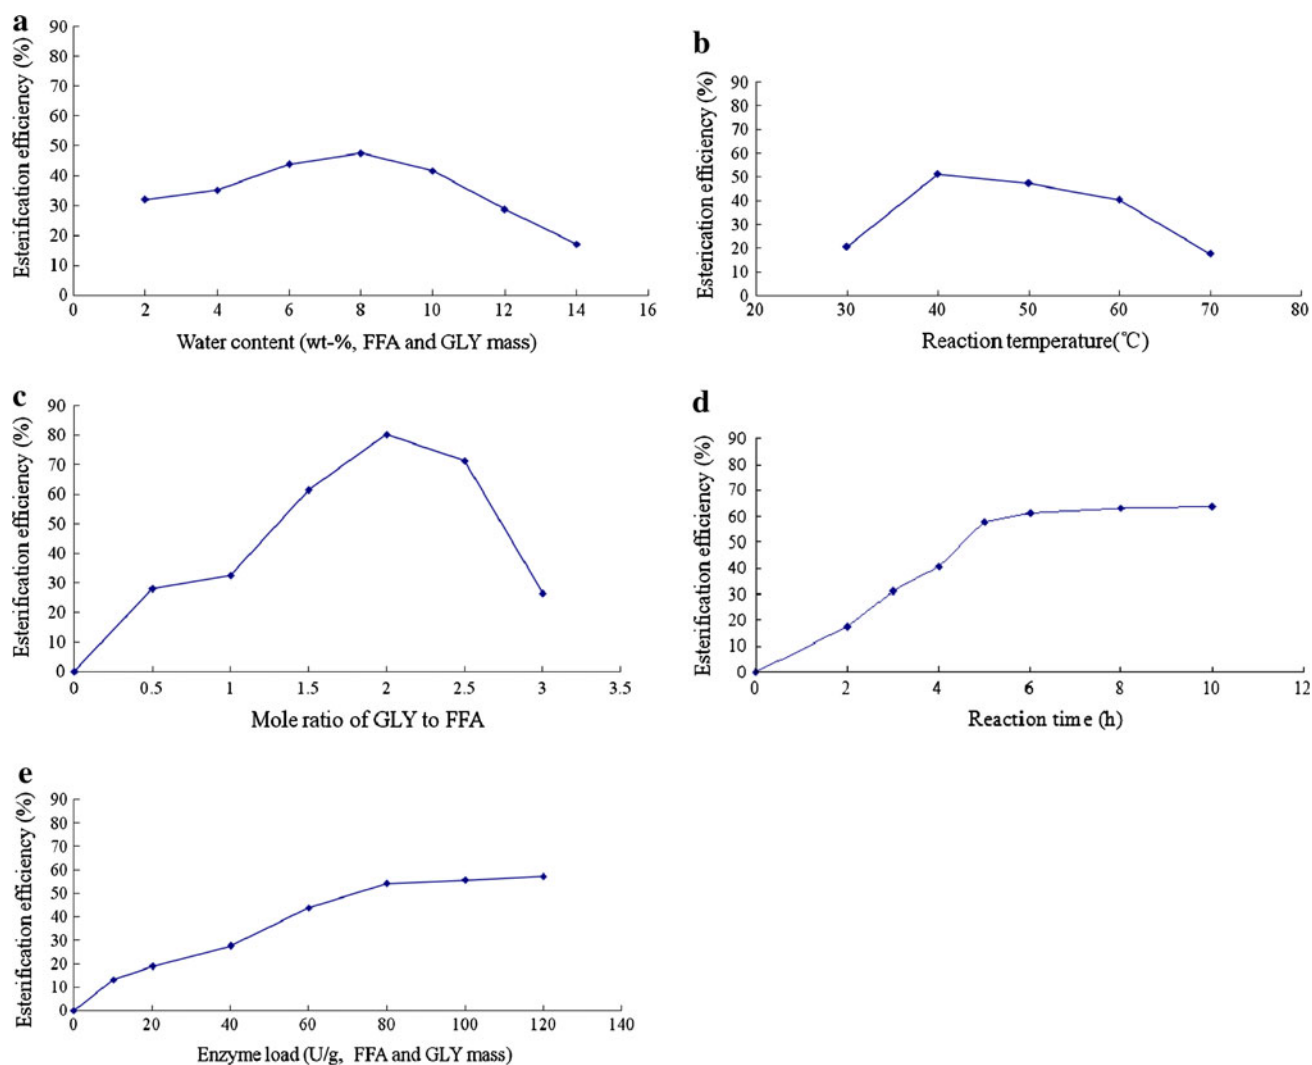 a
Esterification efficiency (%)
90
80
70
60
50
40
30
20
10
0
0 2 4 6 8 10 12 14 16
Water content (wt-%, FFA and GLY mass)
b
Esterication efficiency (%)
90
80
70
60
50
40
30
20
10
0
20 30 40 50 60 70 80
Reaction temperature(℃)
c
Esterification efficiency (%)
90
80
70
60
50
40
30
20
10
0
0 0.5 1 1.5 2 2.5 3 3.5
Mole ratio of GLY to FFA
d
Esterification efficiency (%)
90
80
70
60
50
40
30
20
10
0
0 2 4 6 8 10 12
Reaction time (h)
e
Esterification efficiency (%)
90
80
70
60
50
40
30
20
10
0
0 20 40 60 80 100 120 140
Enzyme load (U/g, FFA and GLY mass)